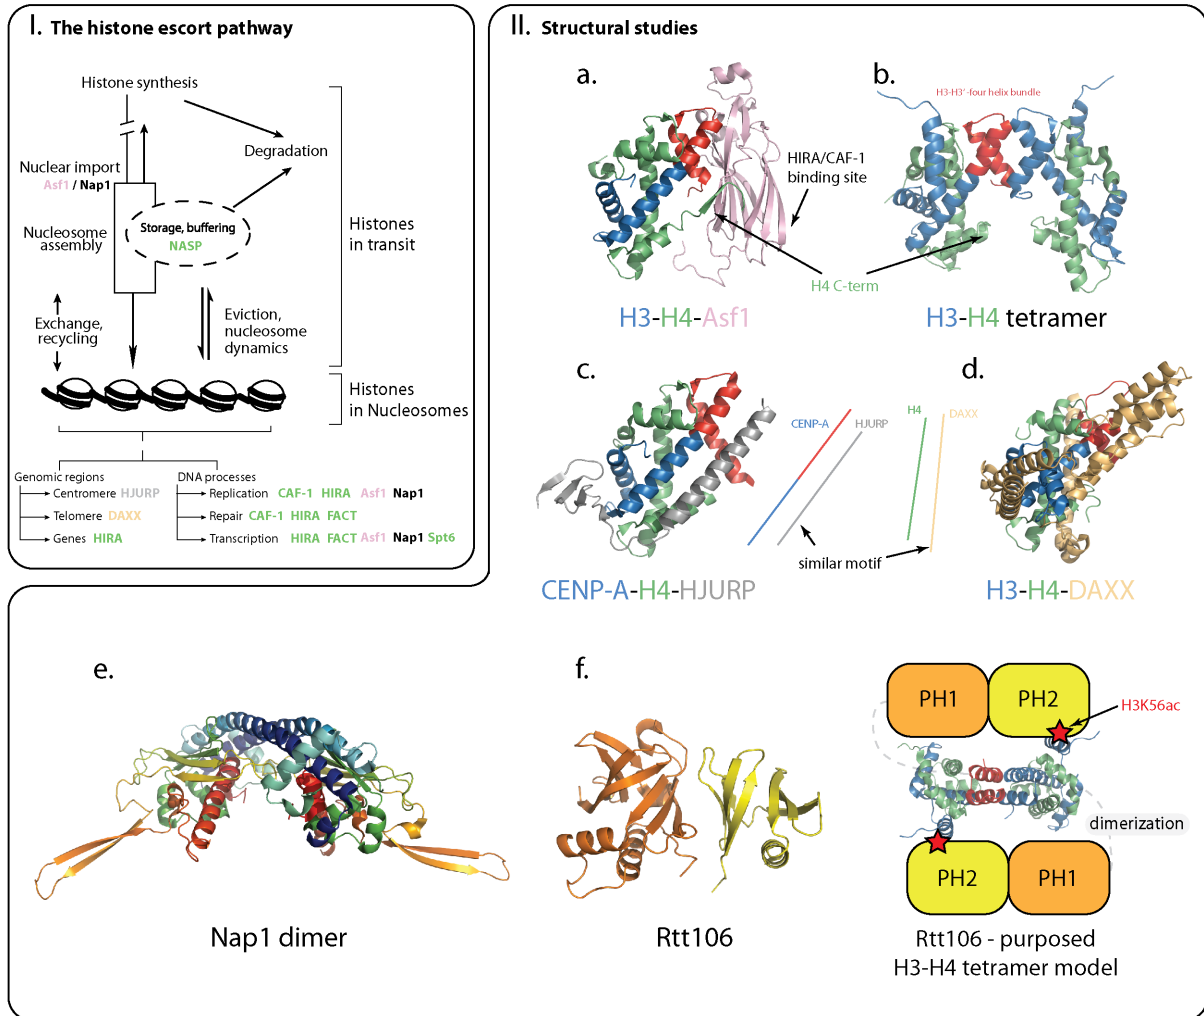 I. The histone escort pathway
Histone synthesis
Degradation
Nuclear import
Asf1 / Nap1
Nucleosome
assembly
Storage, buffering
NASP
Histones
in transit
Exchange,
recycling
Eviction,
nucleosome
dynamics
Histones
in Nucleosomes
Genomic regions
Centromere HJURP
Telomere DAXX
Genes HIRA
DNA processes
Replication CAF-1 HIRA Asf1 Nap1
Repair CAF-1 HIRA FACT
Transcription HIRA FACT Asf1 Nap1 Spt6
II. Structural studies
a.
HIRA/CAF-1
binding site
H4 C-term
H3-H4-Asf1
b.
H3-H3'-four helix bundle
H3-H4 tetramer
c.
CENP-A
HJURP
H4
DAXX
similar motif
CENP-A-H4-HJURP
d.
H3-H4-DAXX
e.
Nap1 dimer
f.
Rtt106
PH1
PH2
H3K56ac
dimerization
PH2
PH1
Rtt106 - purposed
H3-H4 tetramer model